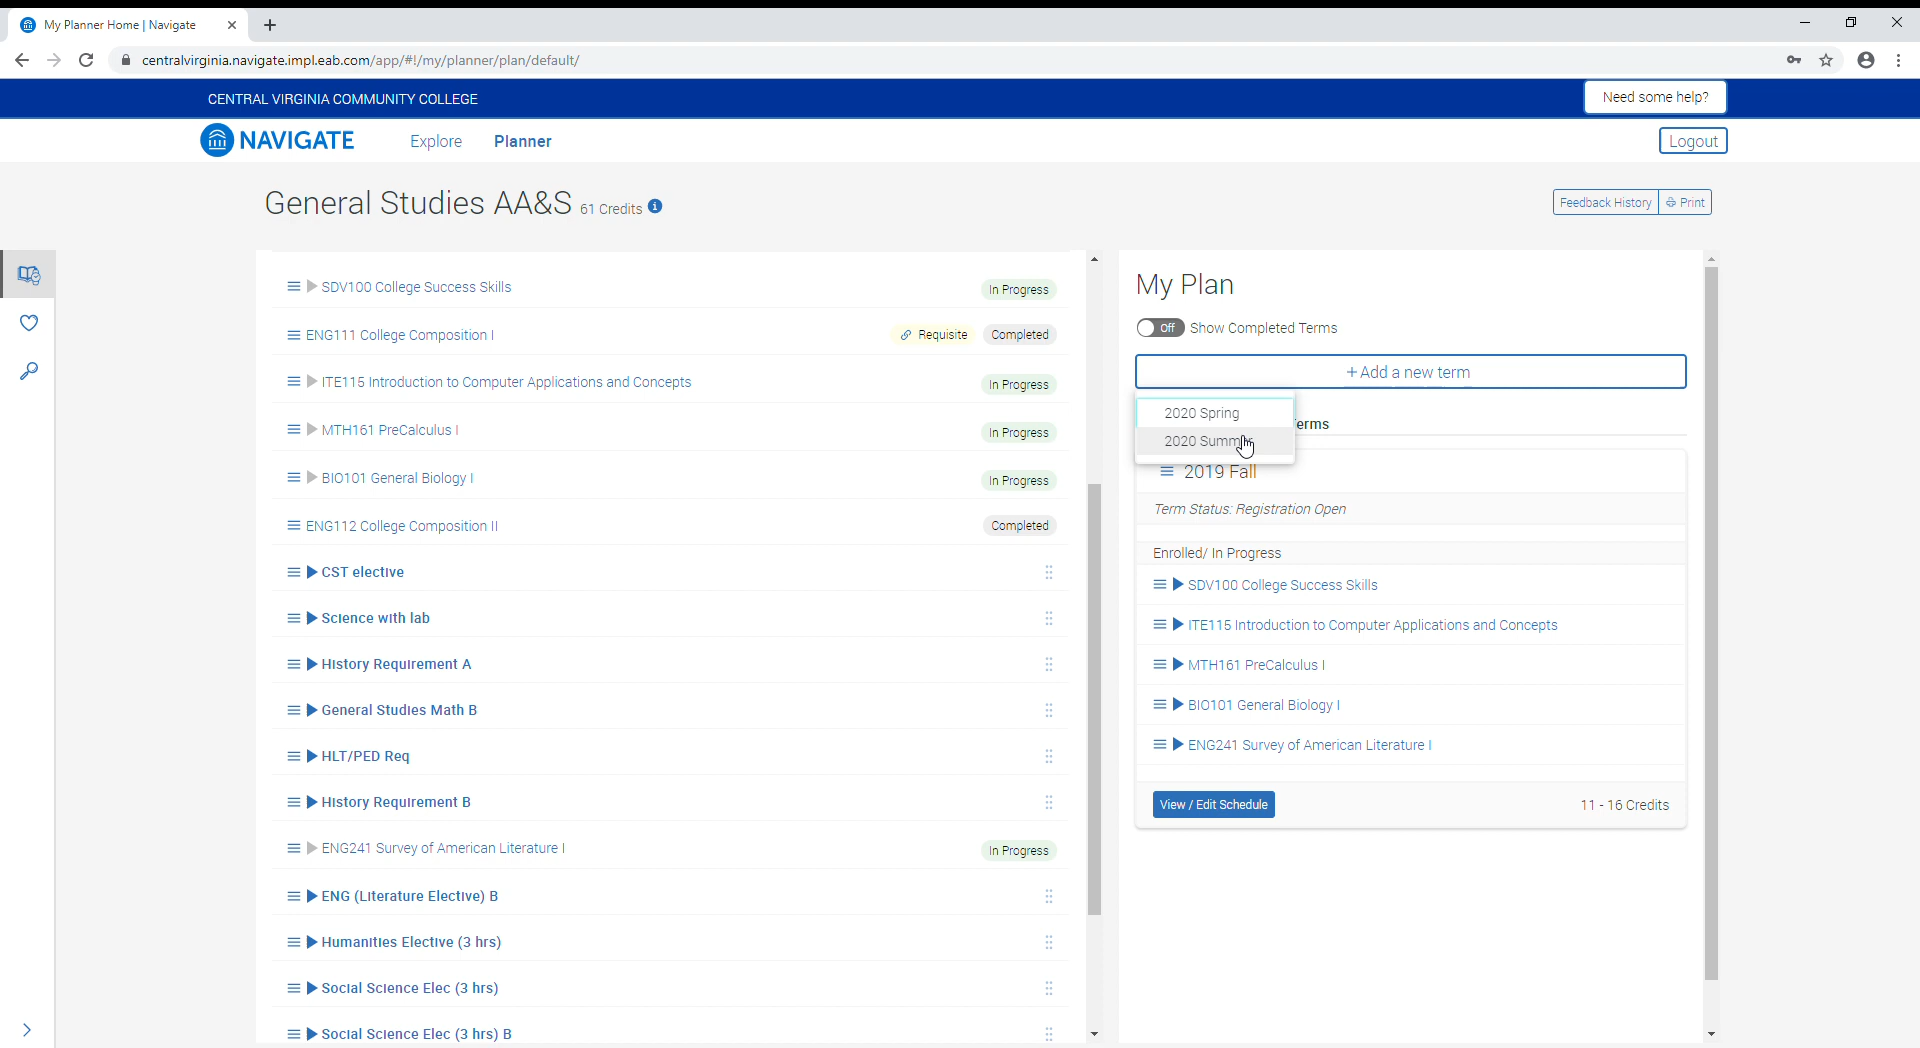 My Planner Home | Navigate
centralvirginia.navigate.impl.eab.com/app/#!/my/planner/plan/default/
CENTRAL VIRGINIA COMMUNITY COLLEGE
Need some help?
NAVIGATE
Explore
Planner
Logout
General Studies AA&S 61 Credits
Feedback History
Print
SDV100 College Success Skills
In Progress
ENG111 College Composition I
Requisite
Completed
ITE115 Introduction to Computer Applications and Concepts
In Progress
MTH161 PreCalculus I
In Progress
BIO101 General Biology I
In Progress
ENG112 College Composition II
Completed
CST elective
Science with lab
History Requirement A
General Studies Math B
HLT/PED Req
History Requirement B
ENG241 Survey of American Literature I
In Progress
ENG (Literature Elective) B
Humanities Elective (3 hrs)
Social Science Elec (3 hrs)
Social Science Elec (3 hrs) B
My Plan
Off Show Completed Terms
+ Add a new term
2020 Spring
2020 Summer
erms
2019 Fall
Term Status: Registration Open
Enrolled/ In Progress
SDV100 College Success Skills
ITE115 Introduction to Computer Applications and Concepts
MTH161 PreCalculus I
BIO101 General Biology I
ENG241 Survey of American Literature I
View / Edit Schedule
11 - 16 Credits